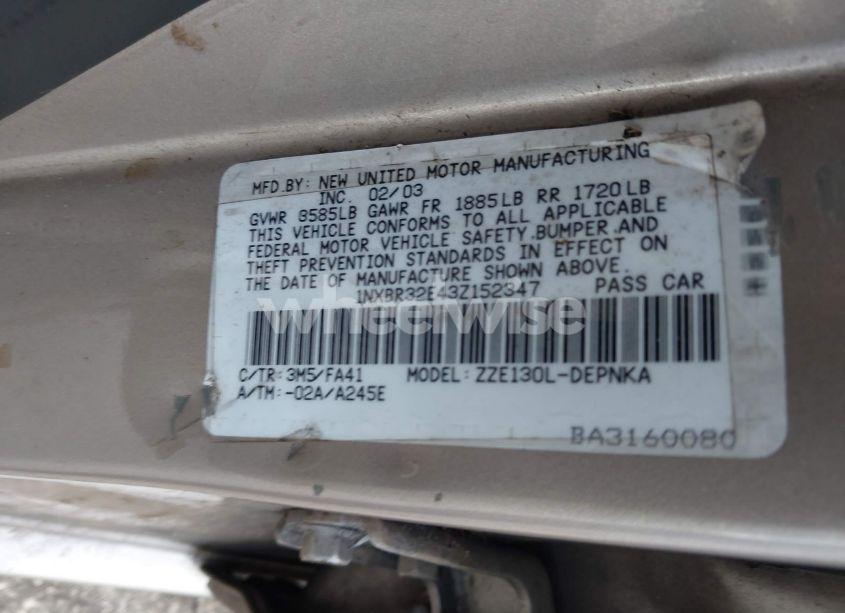 MFD.BY: NEW UNITED MOTOR MANUFACTURING
INC. 02/03
GVWR 3585LB GAWR FR 1885LB RR 1720LB
THIS VEHICLE CONFORMS TO ALL APPLICABLE
FEDERAL MOTOR VEHICLE SAFETY,BUMPER,AND
THEFT PREVENTION STANDARDS IN EFFECT ON
THE DATE OF MANUFACTURE SHOWN ABOVE.
1NXBR32E43Z152347 PASS CAR
wheelwise
C/TR:3M5/FA41 MODEL: ZZE130L-DEPNKA
A/TM:-02A/A245E
BA3160080